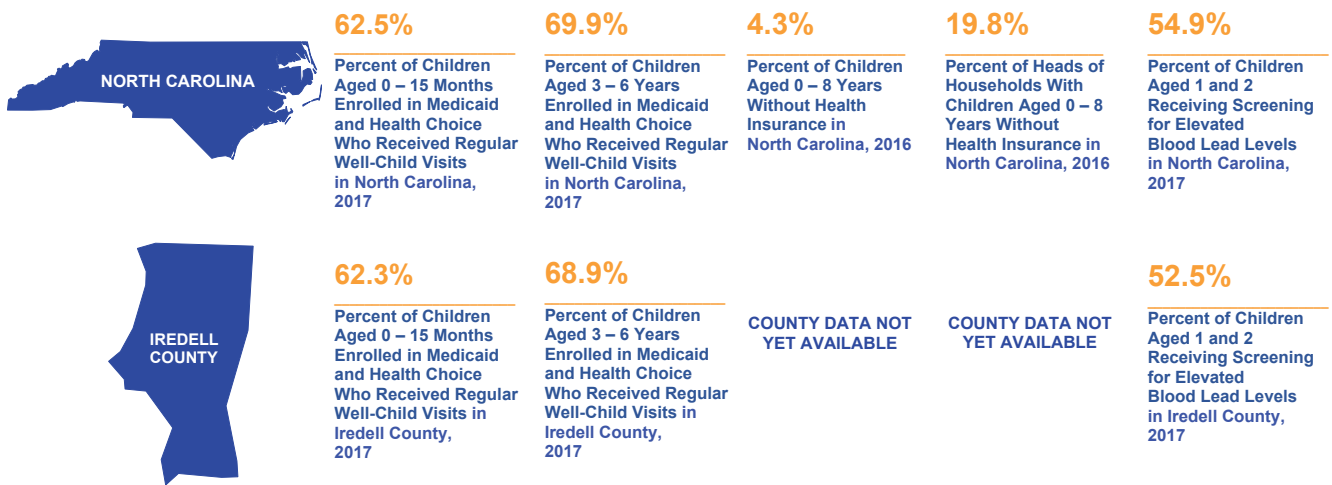 NORTH CAROLINA
62.5%
Percent of Children
Aged 0 – 15 Months
Enrolled in Medicaid
and Health Choice
Who Received Regular
Well-Child Visits
in North Carolina,
2017
69.9%
Percent of Children
Aged 3 – 6 Years
Enrolled in Medicaid
and Health Choice
Who Received Regular
Well-Child Visits
in North Carolina,
2017
4.3%
Percent of Children
Aged 0 – 8 Years
Without Health
Insurance in
North Carolina, 2016
19.8%
Percent of Heads of
Households With
Children Aged 0 – 8
Years Without
Health Insurance in
North Carolina, 2016
54.9%
Percent of Children
Aged 1 and 2
Receiving Screening
for Elevated
Blood Lead Levels
in North Carolina,
2017
IREDELL
COUNTY
62.3%
Percent of Children
Aged 0 – 15 Months
Enrolled in Medicaid
and Health Choice
Who Received Regular
Well-Child Visits in
Iredell County,
2017
68.9%
Percent of Children
Aged 3 – 6 Years
Enrolled in Medicaid
and Health Choice
Who Received Regular
Well-Child Visits in
Iredell County,
2017
COUNTY DATA NOT
YET AVAILABLE
COUNTY DATA NOT
YET AVAILABLE
52.5%
Percent of Children
Aged 1 and 2
Receiving Screening
for Elevated
Blood Lead Levels
in Iredell County,
2017